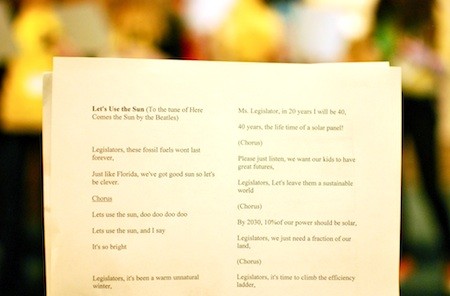 Let's Use the Sun (To the tune of Here
Comes the Sun by the Beatles)
Legislators, these fossil fuels wont last
forever,
Just like Florida, we've got good sun so let's
be clever.
Chorus
Lets use the sun, doo doo doo doo
Lets use the sun, and I say
It's so bright
Legislators, it's been a warm unnatural
winter,
Ms. Legislator, in 20 years I will be 40,
40 years, the life time of a solar panel?
(Chorus)
Please just listen, we want our kids to have
great futures,
Legislators, Let's leave them a sustainable
world
(Chorus)
By 2030, 10%of our power should be solar,
Legislators, we just need a fraction of our
land.
(Chorus)
Legislators, it's time to climb the efficiency
ladder,